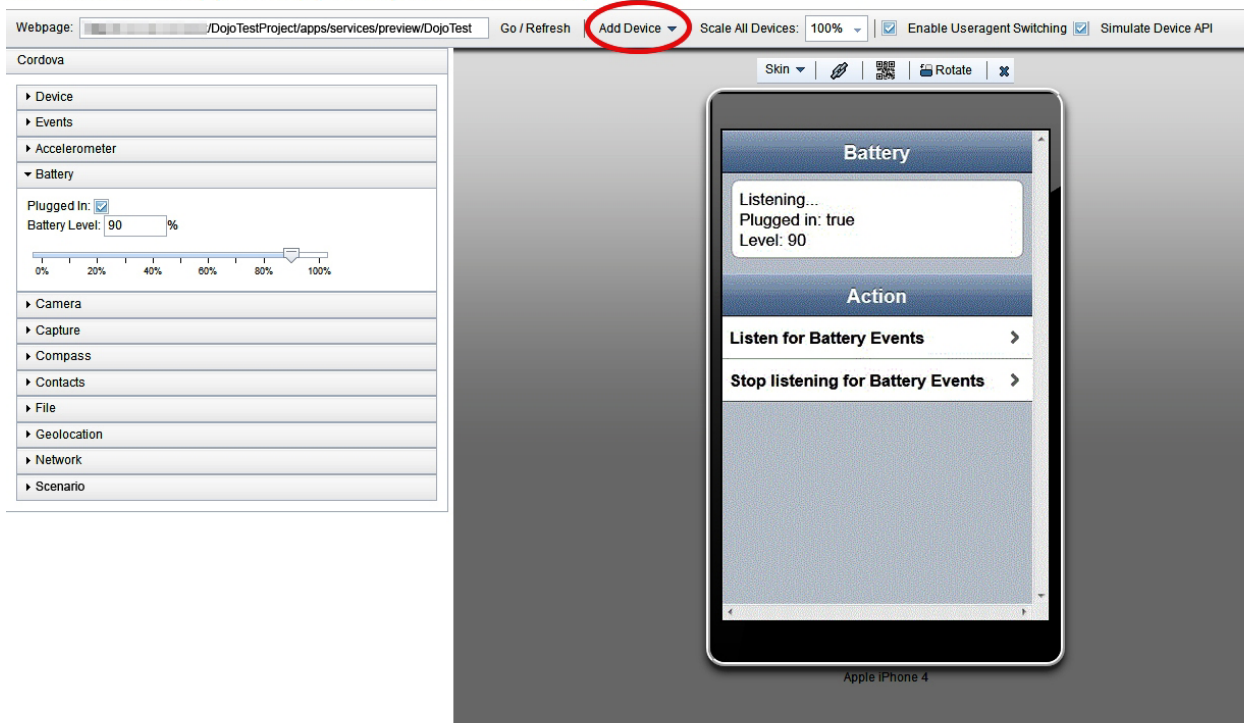 Webpage: /DojoTestProject/apps/services/preview/DojoTest Go / Refresh Add Device Scale All Devices: 100% Enable Useragent Switching Simulate Device API
Cordova
Skin Rotate
Device
Events
Accelerometer
Battery
Plugged In:
Battery Level: 90 %
0% 20% 40% 60% 80% 100%
Camera
Capture
Compass
Contacts
File
Geolocation
Network
Scenario
Battery
Listening...
Plugged in: true
Level: 90
Action
Listen for Battery Events
Stop listening for Battery Events
Apple iPhone 4